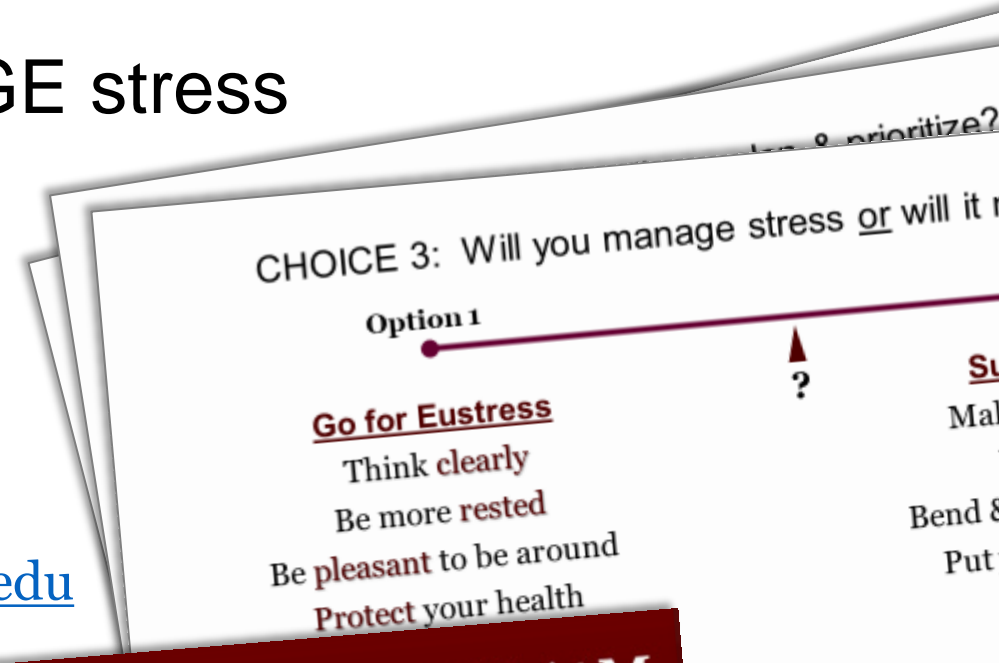 GE stress
& prioritize?
CHOICE 3: Will you manage stress or will it
Option 1
?
Go for Eustress
Think clearly
Be more rested
Be pleasant to be around
Protect your health
Su
Mal
Bend &
Put
edu